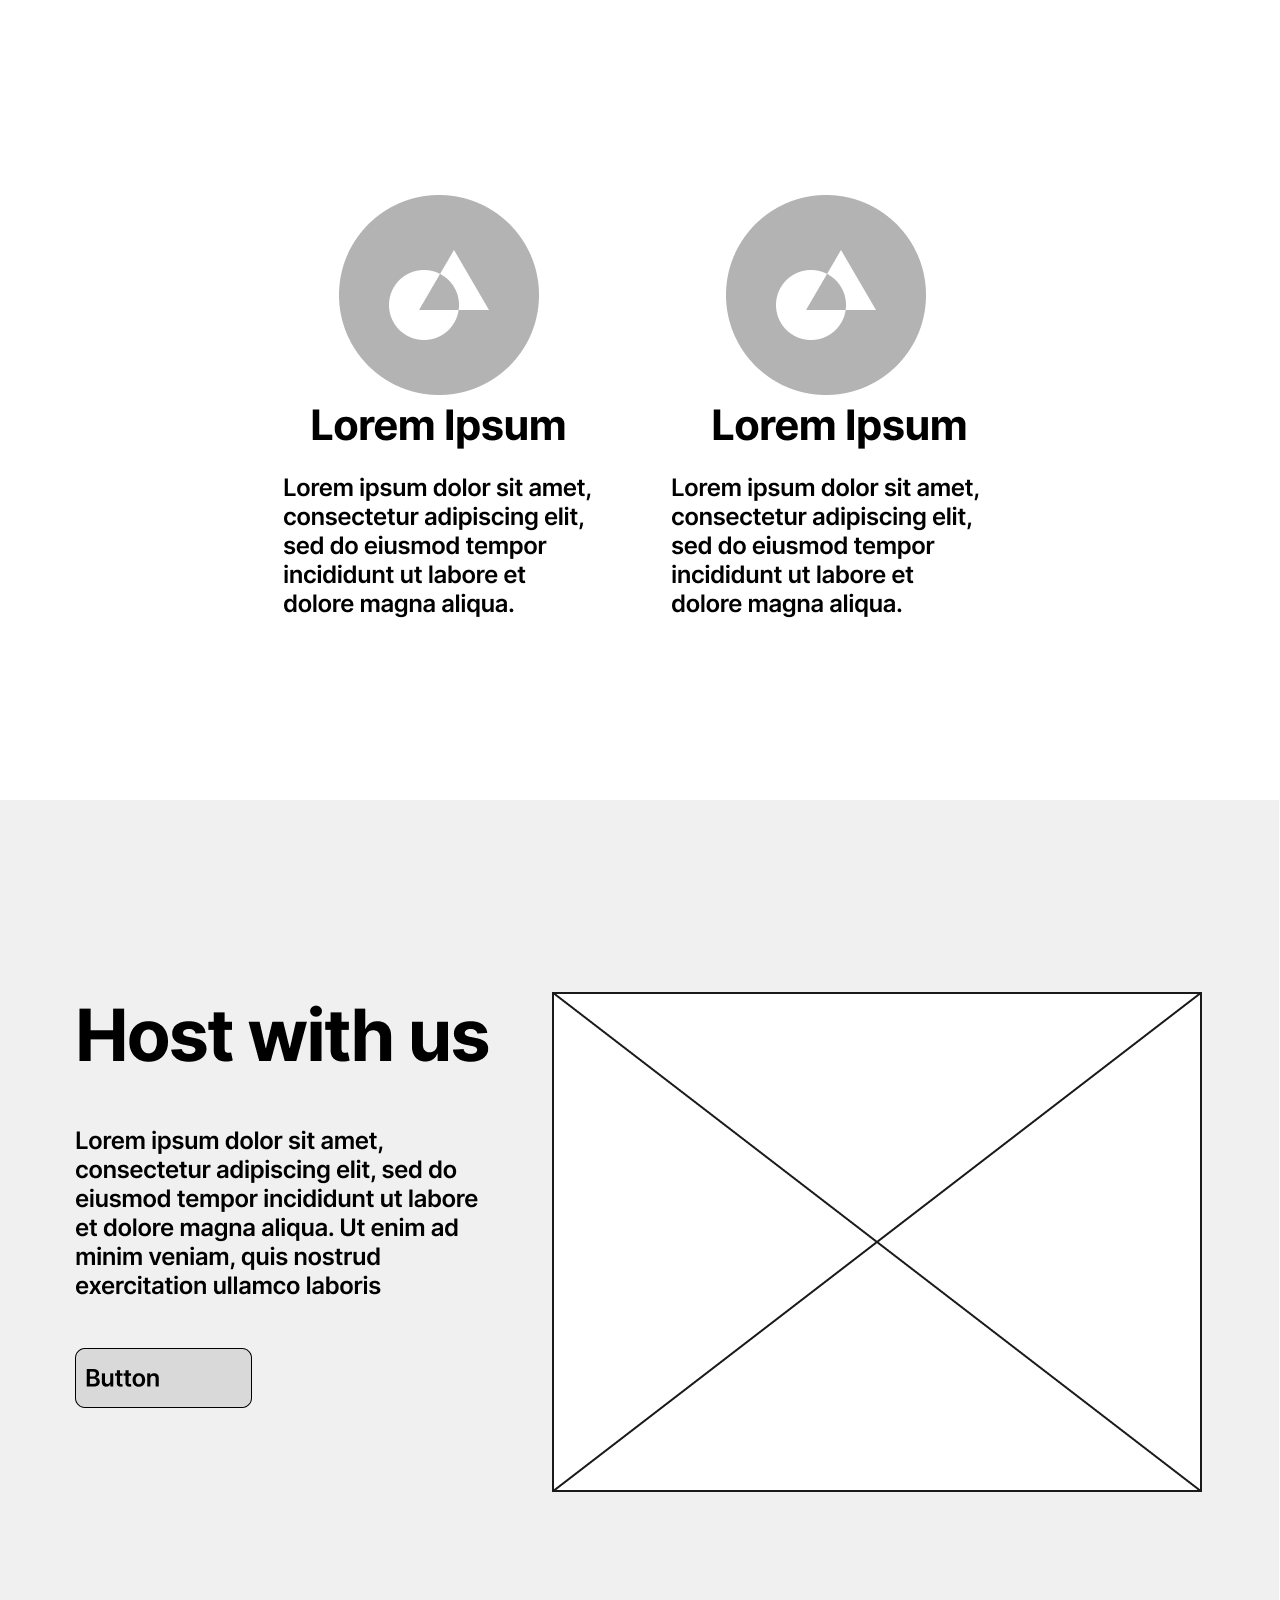 Lorem Ipsum
Lorem ipsum dolor sit amet,
consectetur adipiscing elit,
sed do eiusmod tempor
incididunt ut labore et
dolore magna aliqua.
Lorem Ipsum
Lorem ipsum dolor sit amet,
consectetur adipiscing elit,
sed do eiusmod tempor
incididunt ut labore et
dolore magna aliqua.
Host with us
Lorem ipsum dolor sit amet,
consectetur adipiscing elit, sed do
eiusmod tempor incididunt ut labore
et dolore magna aliqua. Ut enim ad
minim veniam, quis nostrud
exercitation ullamco laboris
Button